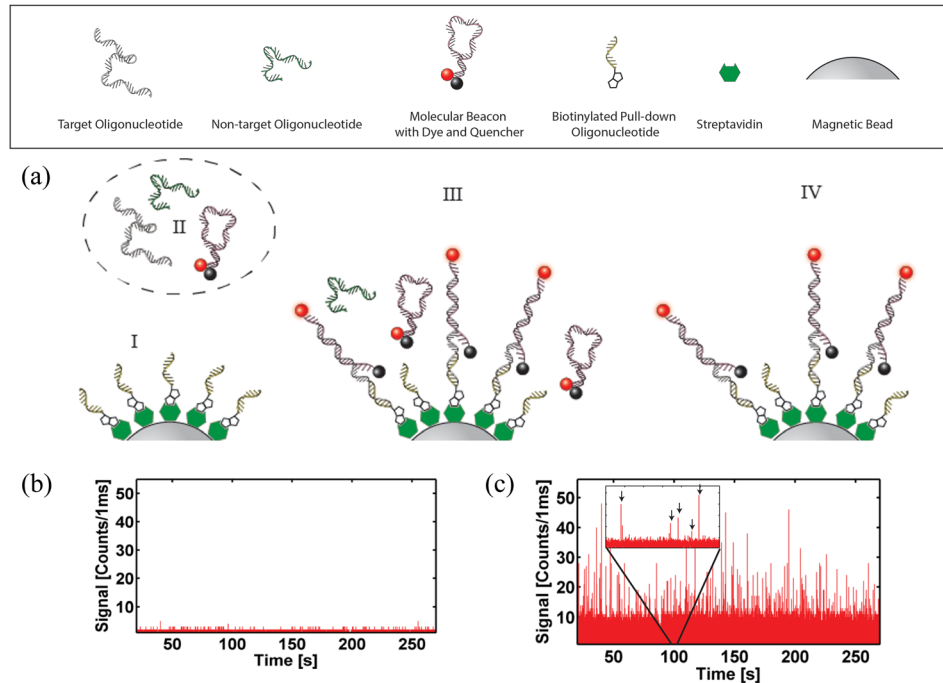 Target Oligonucleotide
Non-target Oligonucleotide
Molecular Beacon
with Dye and Quencher
Biotinylated Pull-down
Oligonucleotide
Streptavidin
Magnetic Bead
(a)
I
II
III
IV
(b)
Signal [Counts/1ms]
50
40
30
20
10
50
100
150
200
250
Time [s]
(c)
Signal [Counts/1ms]
50
40
30
20
10
50
100
150
200
250
Time [s]